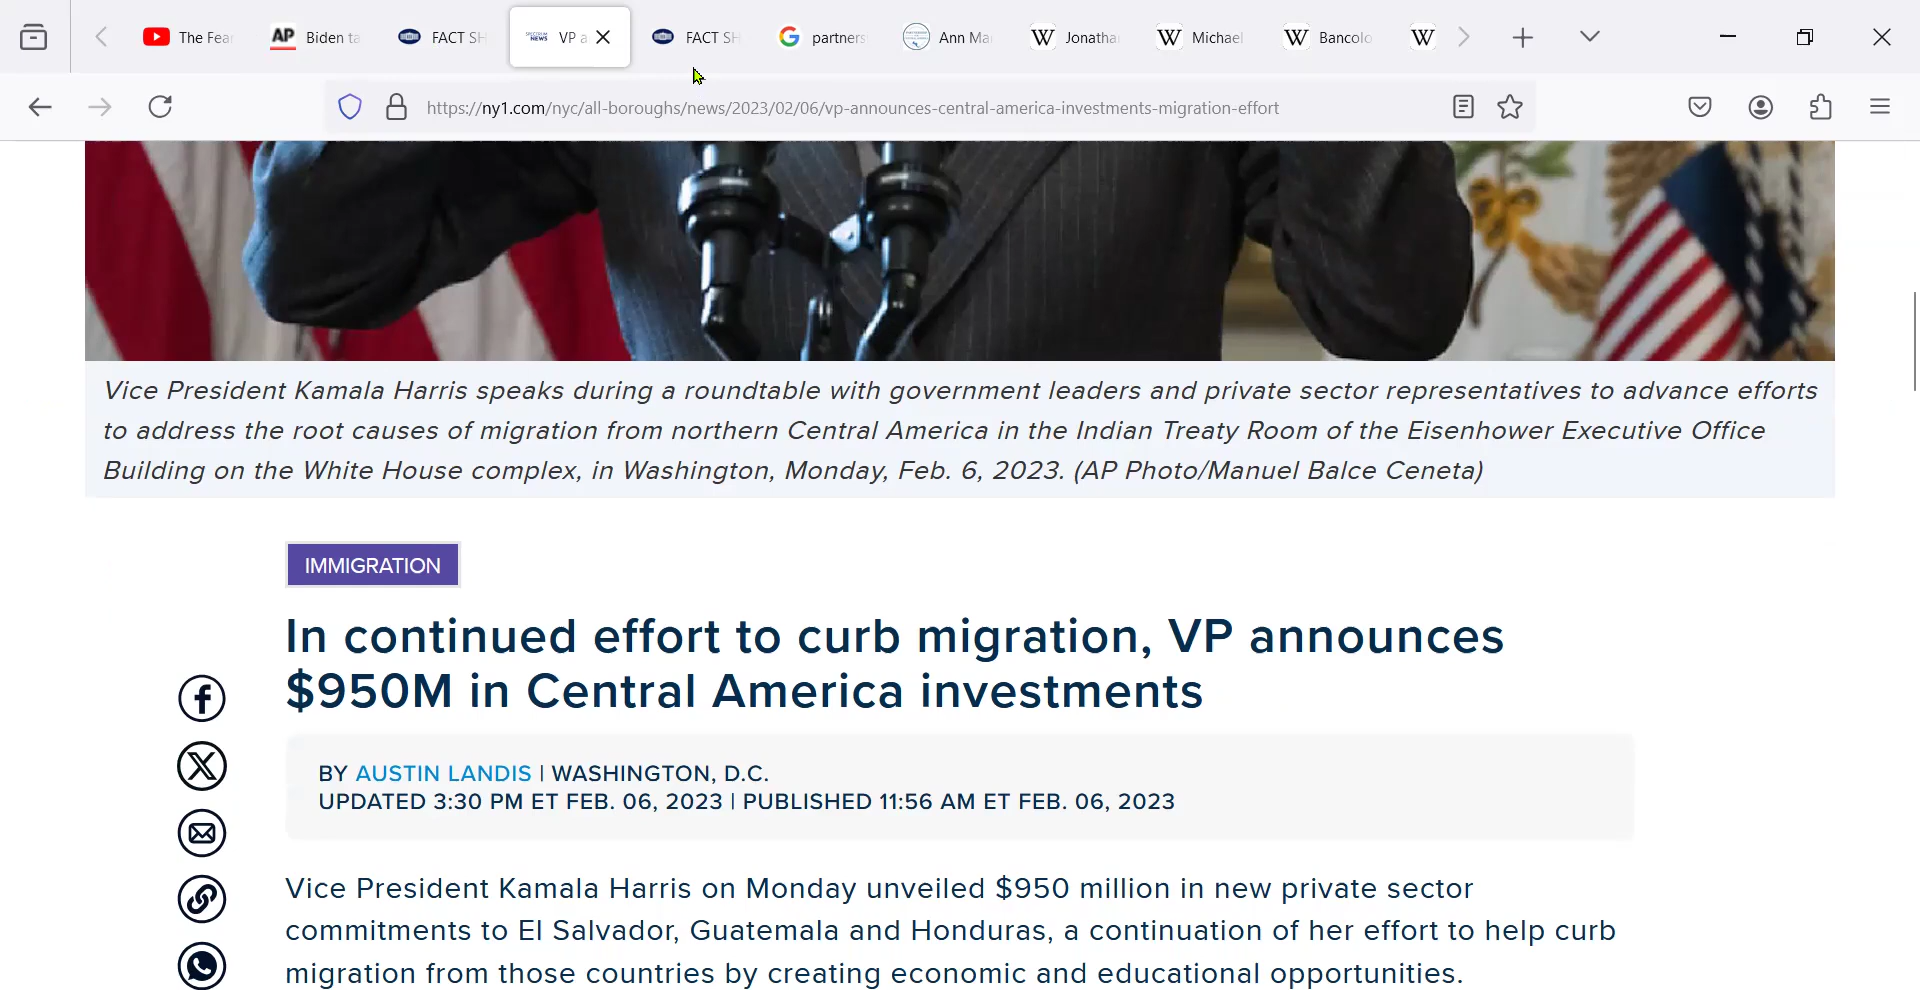 The Fear
AP Biden ta
FACT SH
SPECTRUM NEWS VP a
FACT SH
G partners
Ann Ma
W Jonatha
W Michael
W Bancolo
W
https://ny1.com/nyc/all-boroughs/news/2023/02/06/vp-announces-central-america-investments-migration-effort
Vice President Kamala Harris speaks during a roundtable with government leaders and private sector representatives to advance efforts
to address the root causes of migration from northern Central America in the Indian Treaty Room of the Eisenhower Executive Office
Building on the White House complex, in Washington, Monday, Feb. 6, 2023. (AP Photo/Manuel Balce Ceneta)
IMMIGRATION
In continued effort to curb migration, VP announces
$950M in Central America investments
BY AUSTIN LANDIS | WASHINGTON, D.C.
UPDATED 3:30 PM ET FEB. 06, 2023 | PUBLISHED 11:56 AM ET FEB. 06, 2023
Vice President Kamala Harris on Monday unveiled $950 million in new private sector
commitments to El Salvador, Guatemala and Honduras, a continuation of her effort to help curb
migration from those countries by creating economic and educational opportunities.